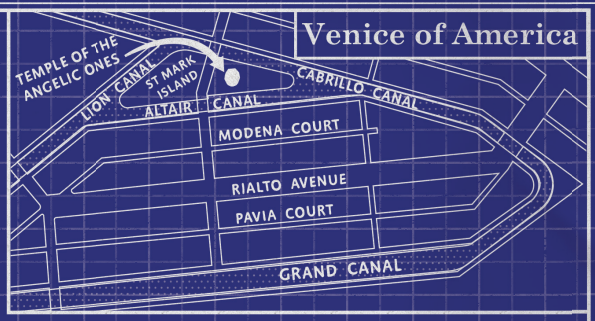 Venice of America
TEMPLE OF THE
ANGELIC ONES
LION CANAL
ST MARK
ISLAND
CABRILLO CANAL
ALTAIR CANAL
MODENA COURT
RIALTO AVENUE
PAVIA COURT
GRAND CANAL